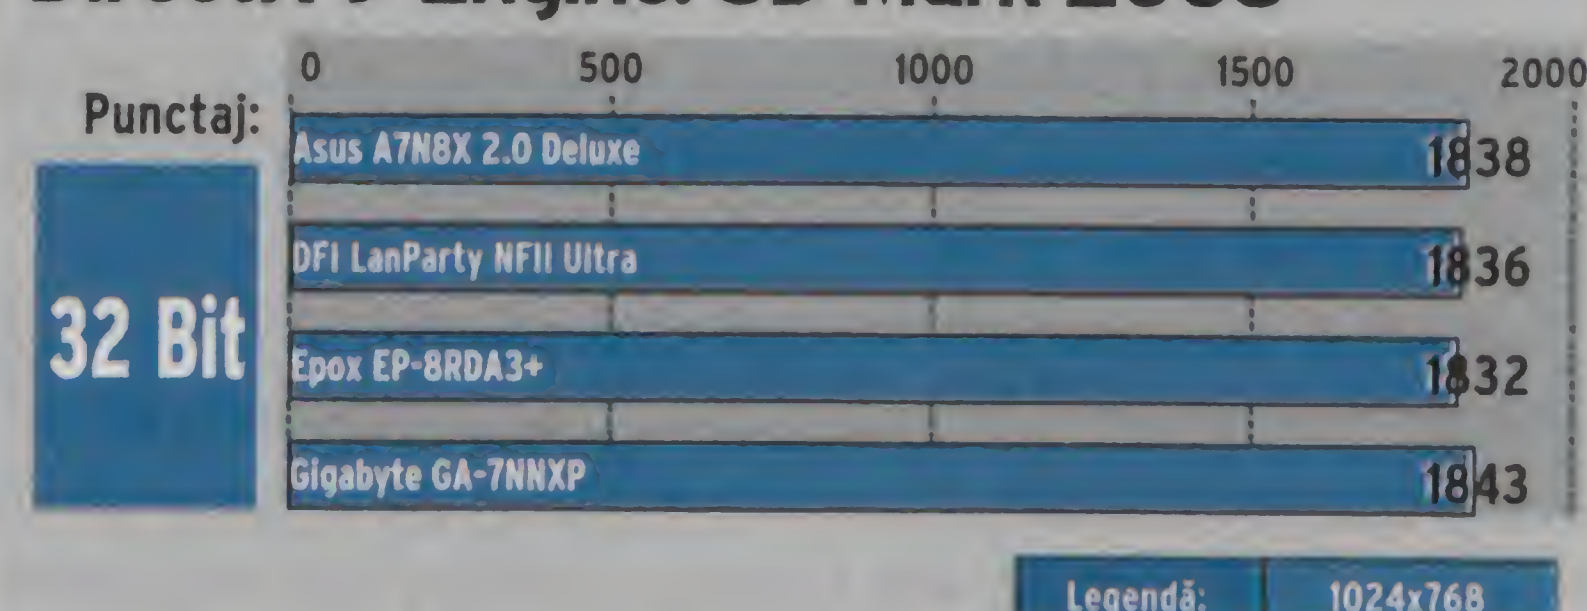 0 500 1000 1500 2000
Punctaj:
32 Bit
Asus A7N8X 2.0 Deluxe 1838
DFI LanParty NFII Ultra 1836
Epox EP-8RDA3+ 1832
Gigabyte GA-7NNXP 1843
Legendă: 1024x768